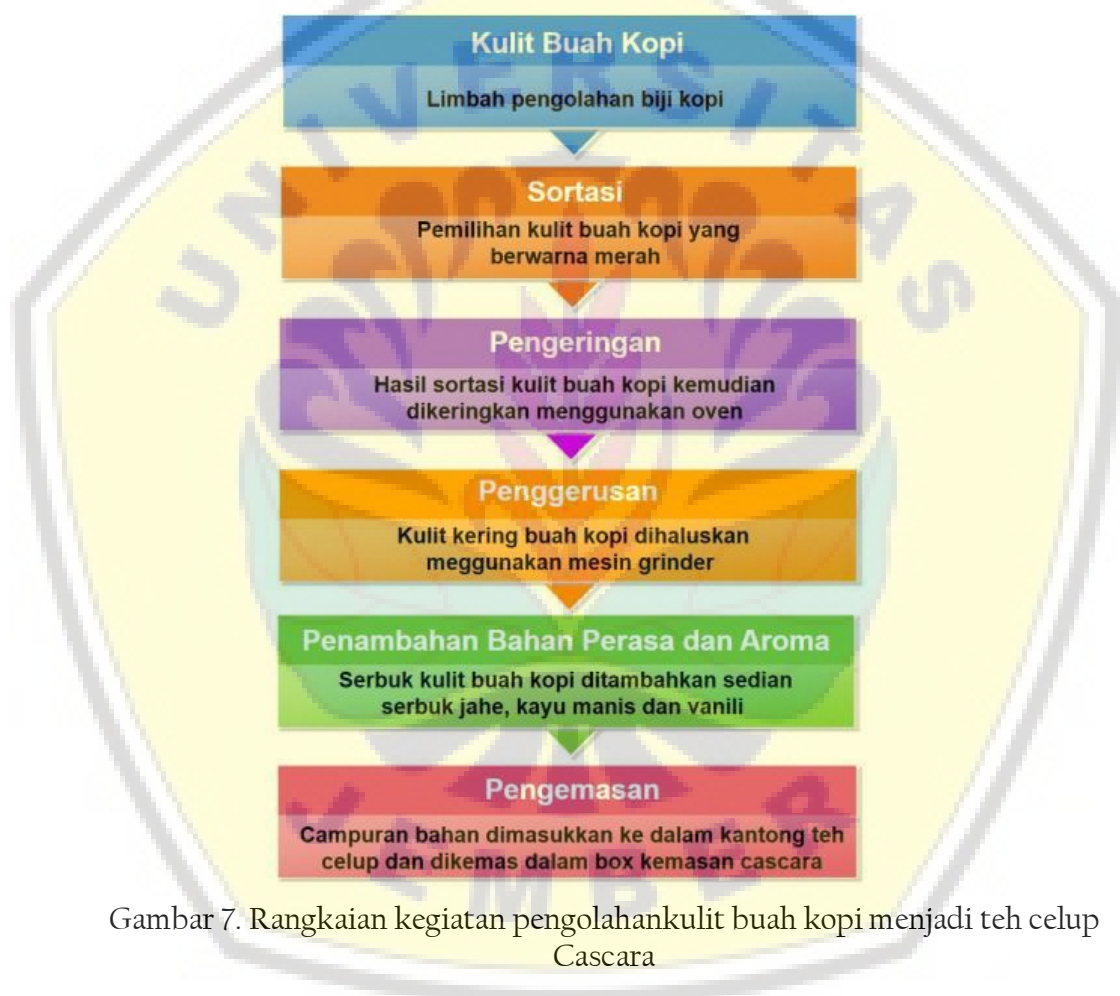 Kulit Buah Kopi
Limbah pengolahan biji kopi
Sortasi
Pemilihan kulit buah kopi yang
berwarna merah
Pengeringan
Hasil sortasi kulit buah kopi kemudian
dikeringkan menggunakan oven
Penggerusan
Kulit kering buah kopi dihaluskan
meggunakan mesin grinder
Penambahan Bahan Perasa dan Aroma
Serbuk kulit buah kopi ditambahkan sedian
serbuk jahe, kayu manis dan vanili
Pengemasan
Campuran bahan dimasukkan ke dalam kantong teh
celup dan dikemas dalam box kemasan cascara
Gambar 7. Rangkaian kegiatan pengolahankulit buah kopi menjadi teh celup
Cascara
UNIVERSITAS
JEMBER